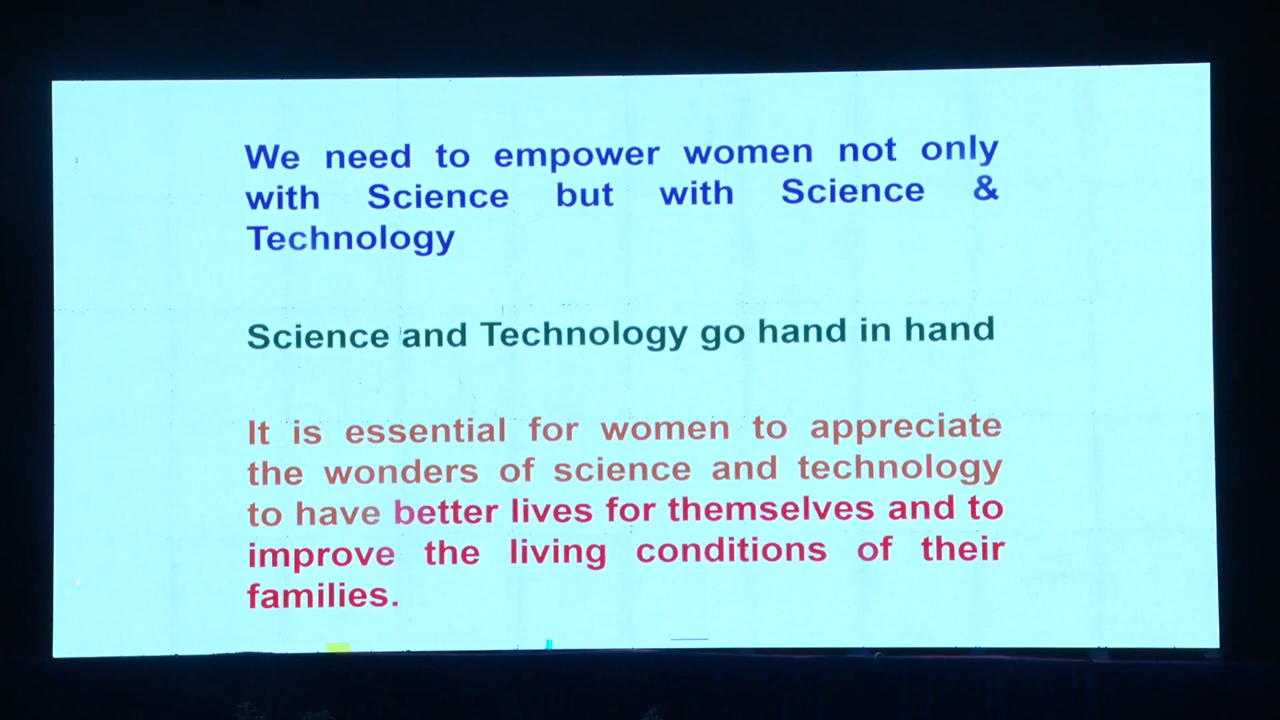 We need to empower women not only
with Science but with Science &
Technology
Science and Technology go hand in hand
It is essential for women to appreciate
the wonders of science and technology
to have better lives for themselves and to
improve the living conditions of their
families.